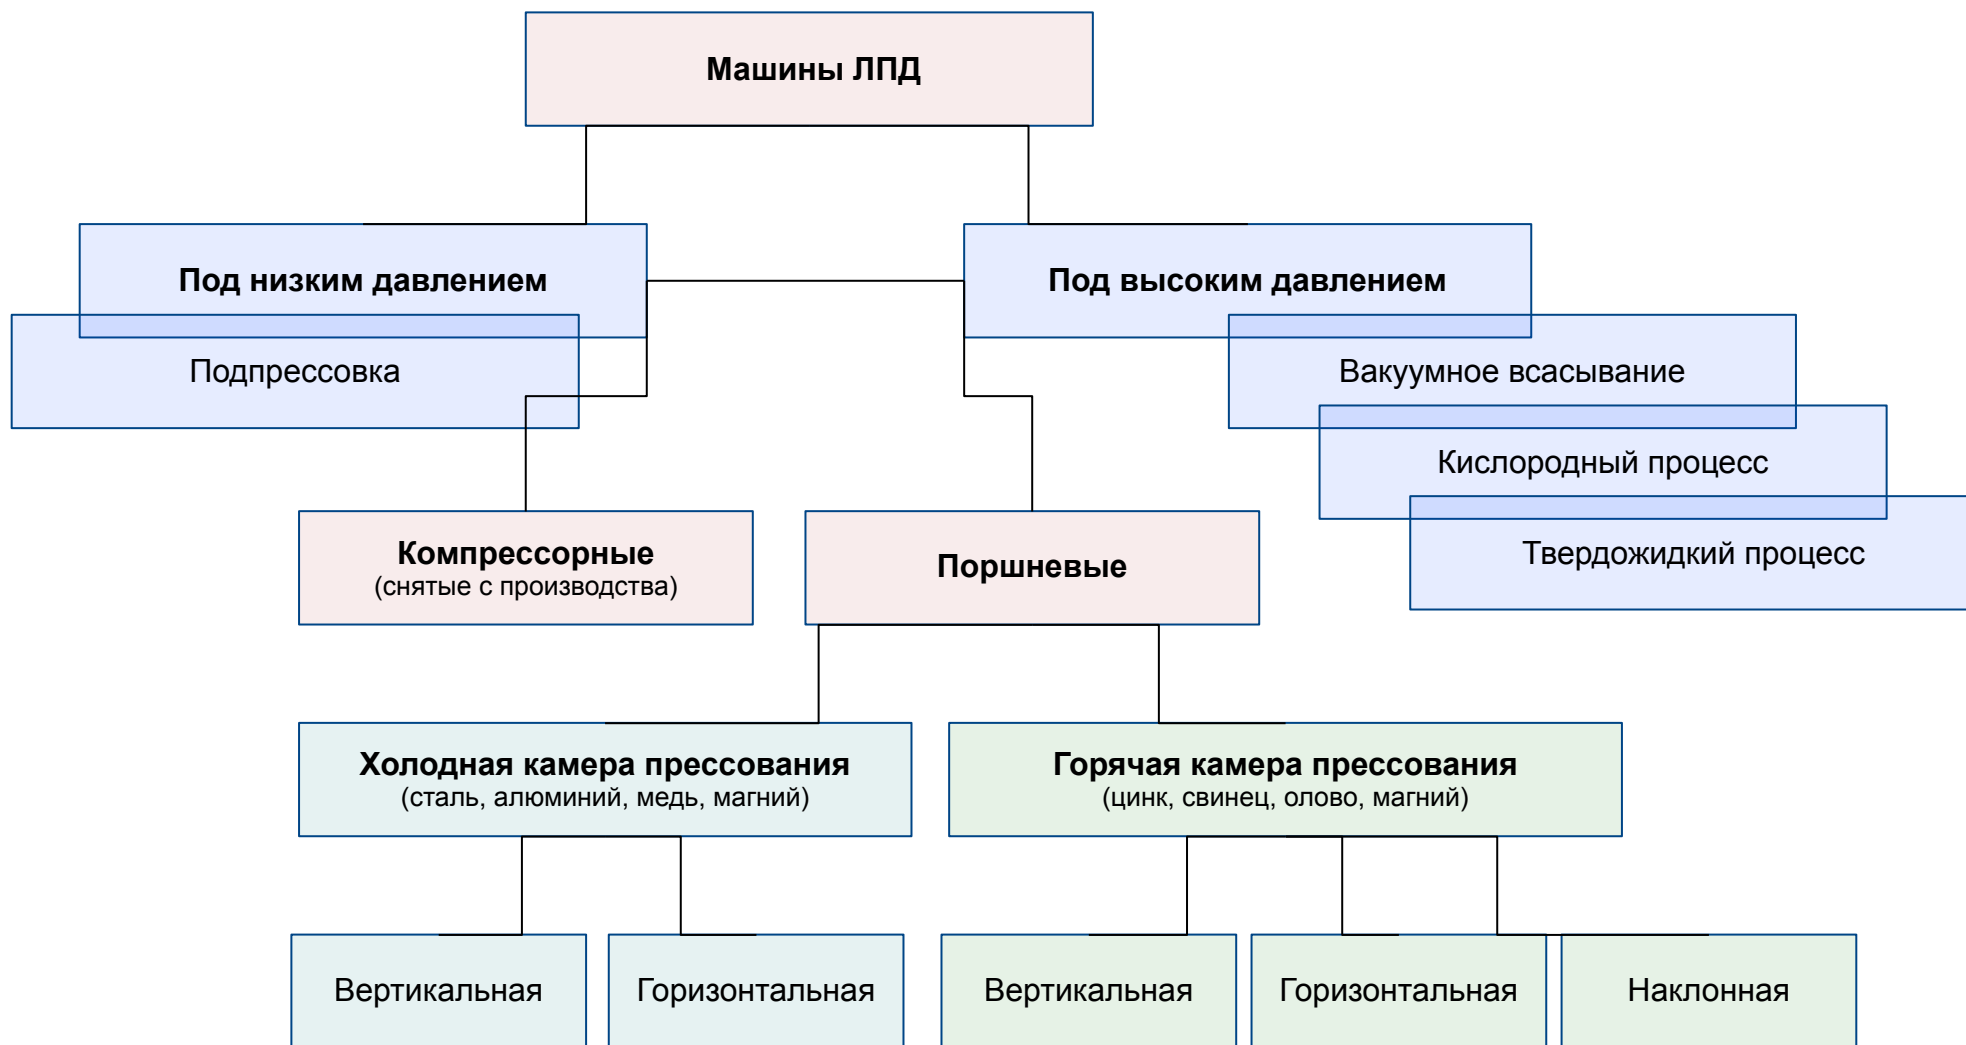 Машины ЛПД
Под низким давлением
Под высоким давлением
Подпрессовка
Вакуумное всасывание
Кислородный процесс
Твердожидкий процесс
Компрессорные
(снятые с производства)
Поршневые
Холодная камера прессования
(сталь, алюминий, медь, магний)
Горячая камера прессования
(цинк, свинец, олово, магний)
Вертикальная
Горизонтальная
Вертикальная
Горизонтальная
Наклонная